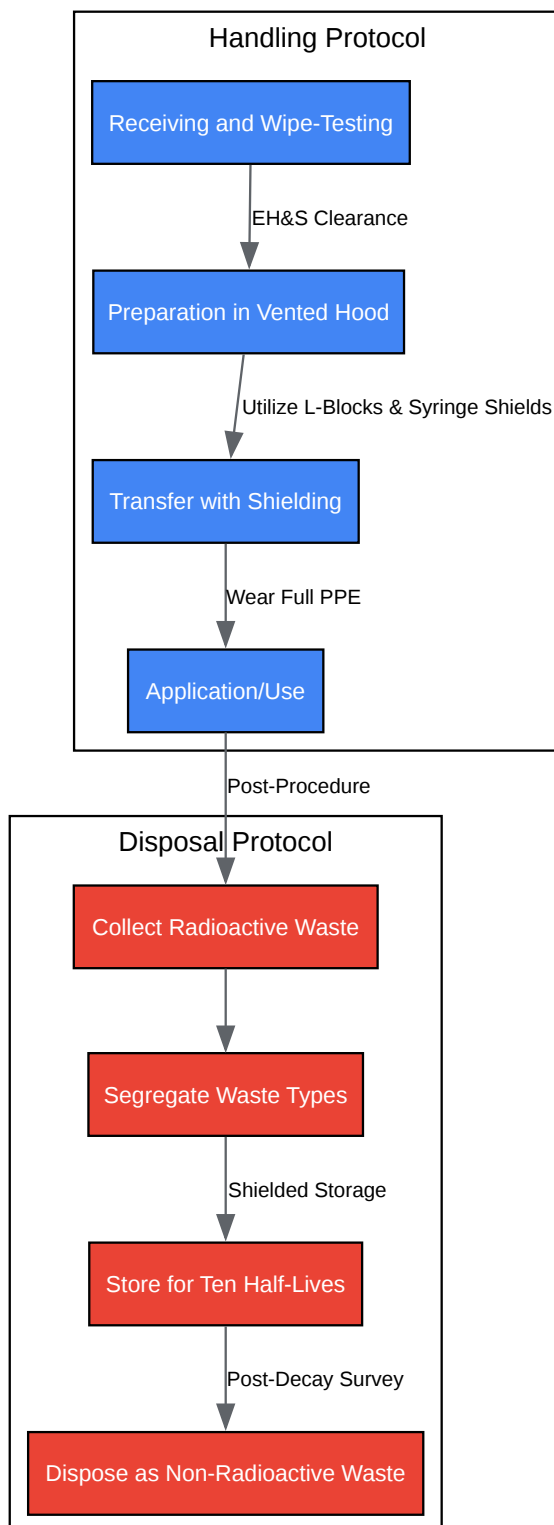 Handling Protocol
Receiving and Wipe-Testing
EH&S Clearance
Preparation in Vented Hood
Utilize L-Blocks & Syringe Shields
Transfer with Shielding
Wear Full PPE
Application/Use
Post-Procedure
Disposal Protocol
Collect Radioactive Waste
Segregate Waste Types
Shielded Storage
Store for Ten Half-Lives
Post-Decay Survey
Dispose as Non-Radioactive Waste